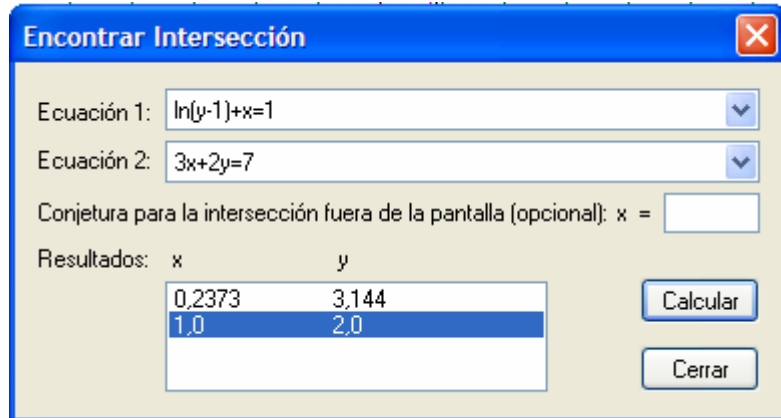 Encontrar Intersección
Ecuación 1: ln(y-1)+x=1
Ecuación 2: 3x+2y=7
Conjetura para la intersección fuera de la pantalla (opcional): x =
Resultados: x y
0,2373 3,144
1,0 2,0
Calcular
Cerrar